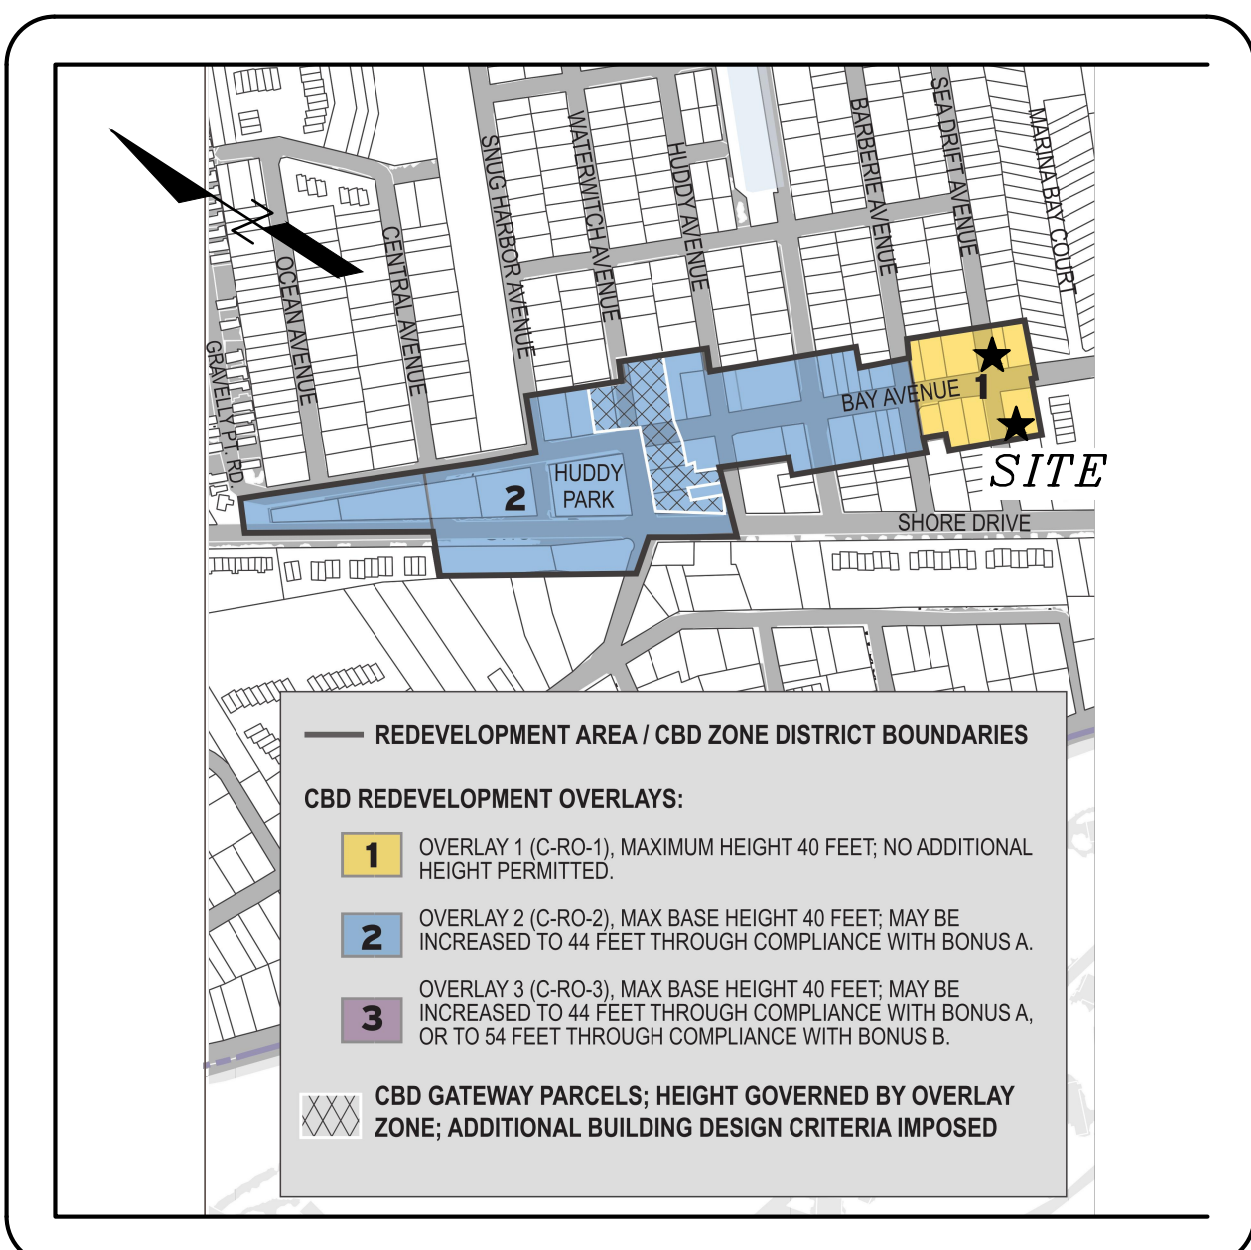 SNUG HARBOR AVENUE
WATERWITCH AVENUE
HUDDY AVENUE
BARBERIE AVENUE
SEA DRIFT AVENUE
MARINA BAY COURT
OCEAN AVENUE
CENTRAL AVENUE
GRAVELLY PT. RD.
BAY AVENUE
1
HUDDY
PARK
2
SITE
SHORE DRIVE
REDEVELOPMENT AREA / CBD ZONE DISTRICT BOUNDARIES
CBD REDEVELOPMENT OVERLAYS:
1
OVERLAY 1 (C-RO-1), MAXIMUM HEIGHT 40 FEET; NO ADDITIONAL
HEIGHT PERMITTED.
2
OVERLAY 2 (C-RO-2), MAX BASE HEIGHT 40 FEET; MAY BE
INCREASED TO 44 FEET THROUGH COMPLIANCE WITH BONUS A.
3
OVERLAY 3 (C-RO-3), MAX BASE HEIGHT 40 FEET; MAY BE
INCREASED TO 44 FEET THROUGH COMPLIANCE WITH BONUS A,
OR TO 54 FEET THROUGH COMPLIANCE WITH BONUS B.
CBD GATEWAY PARCELS; HEIGHT GOVERNED BY OVERLAY
ZONE; ADDITIONAL BUILDING DESIGN CRITERIA IMPOSED